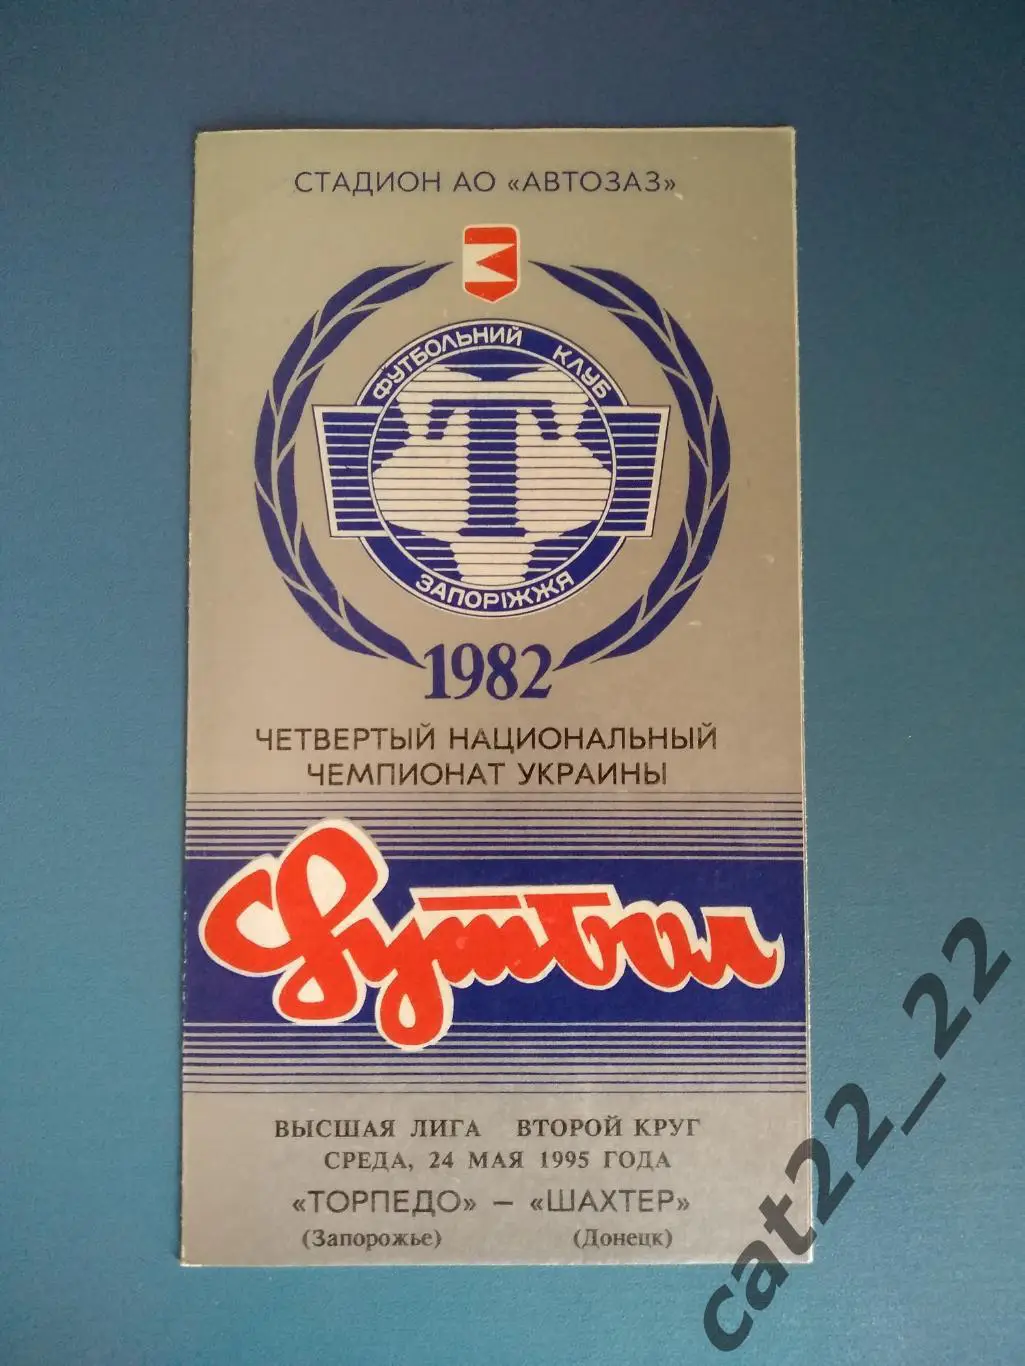 СТАДИОН АО «АВТОЗАЗ»
ФУТБОЛЬНИЙ КЛУБ
Т
ЗАПОРІЖЖЯ
1982
ЧЕТВЕРТЫЙ НАЦИОНАЛЬНЫЙ
ЧЕМПИОНАТ УКРАИНЫ
Футбол
ВЫСШАЯ ЛИГА ВТОРОЙ КРУГ
СРЕДА, 24 МАЯ 1995 ГОДА
«ТОРПЕДО» — «ШАХТЕР»
(Запорожье) (Донецк)
cat22_22